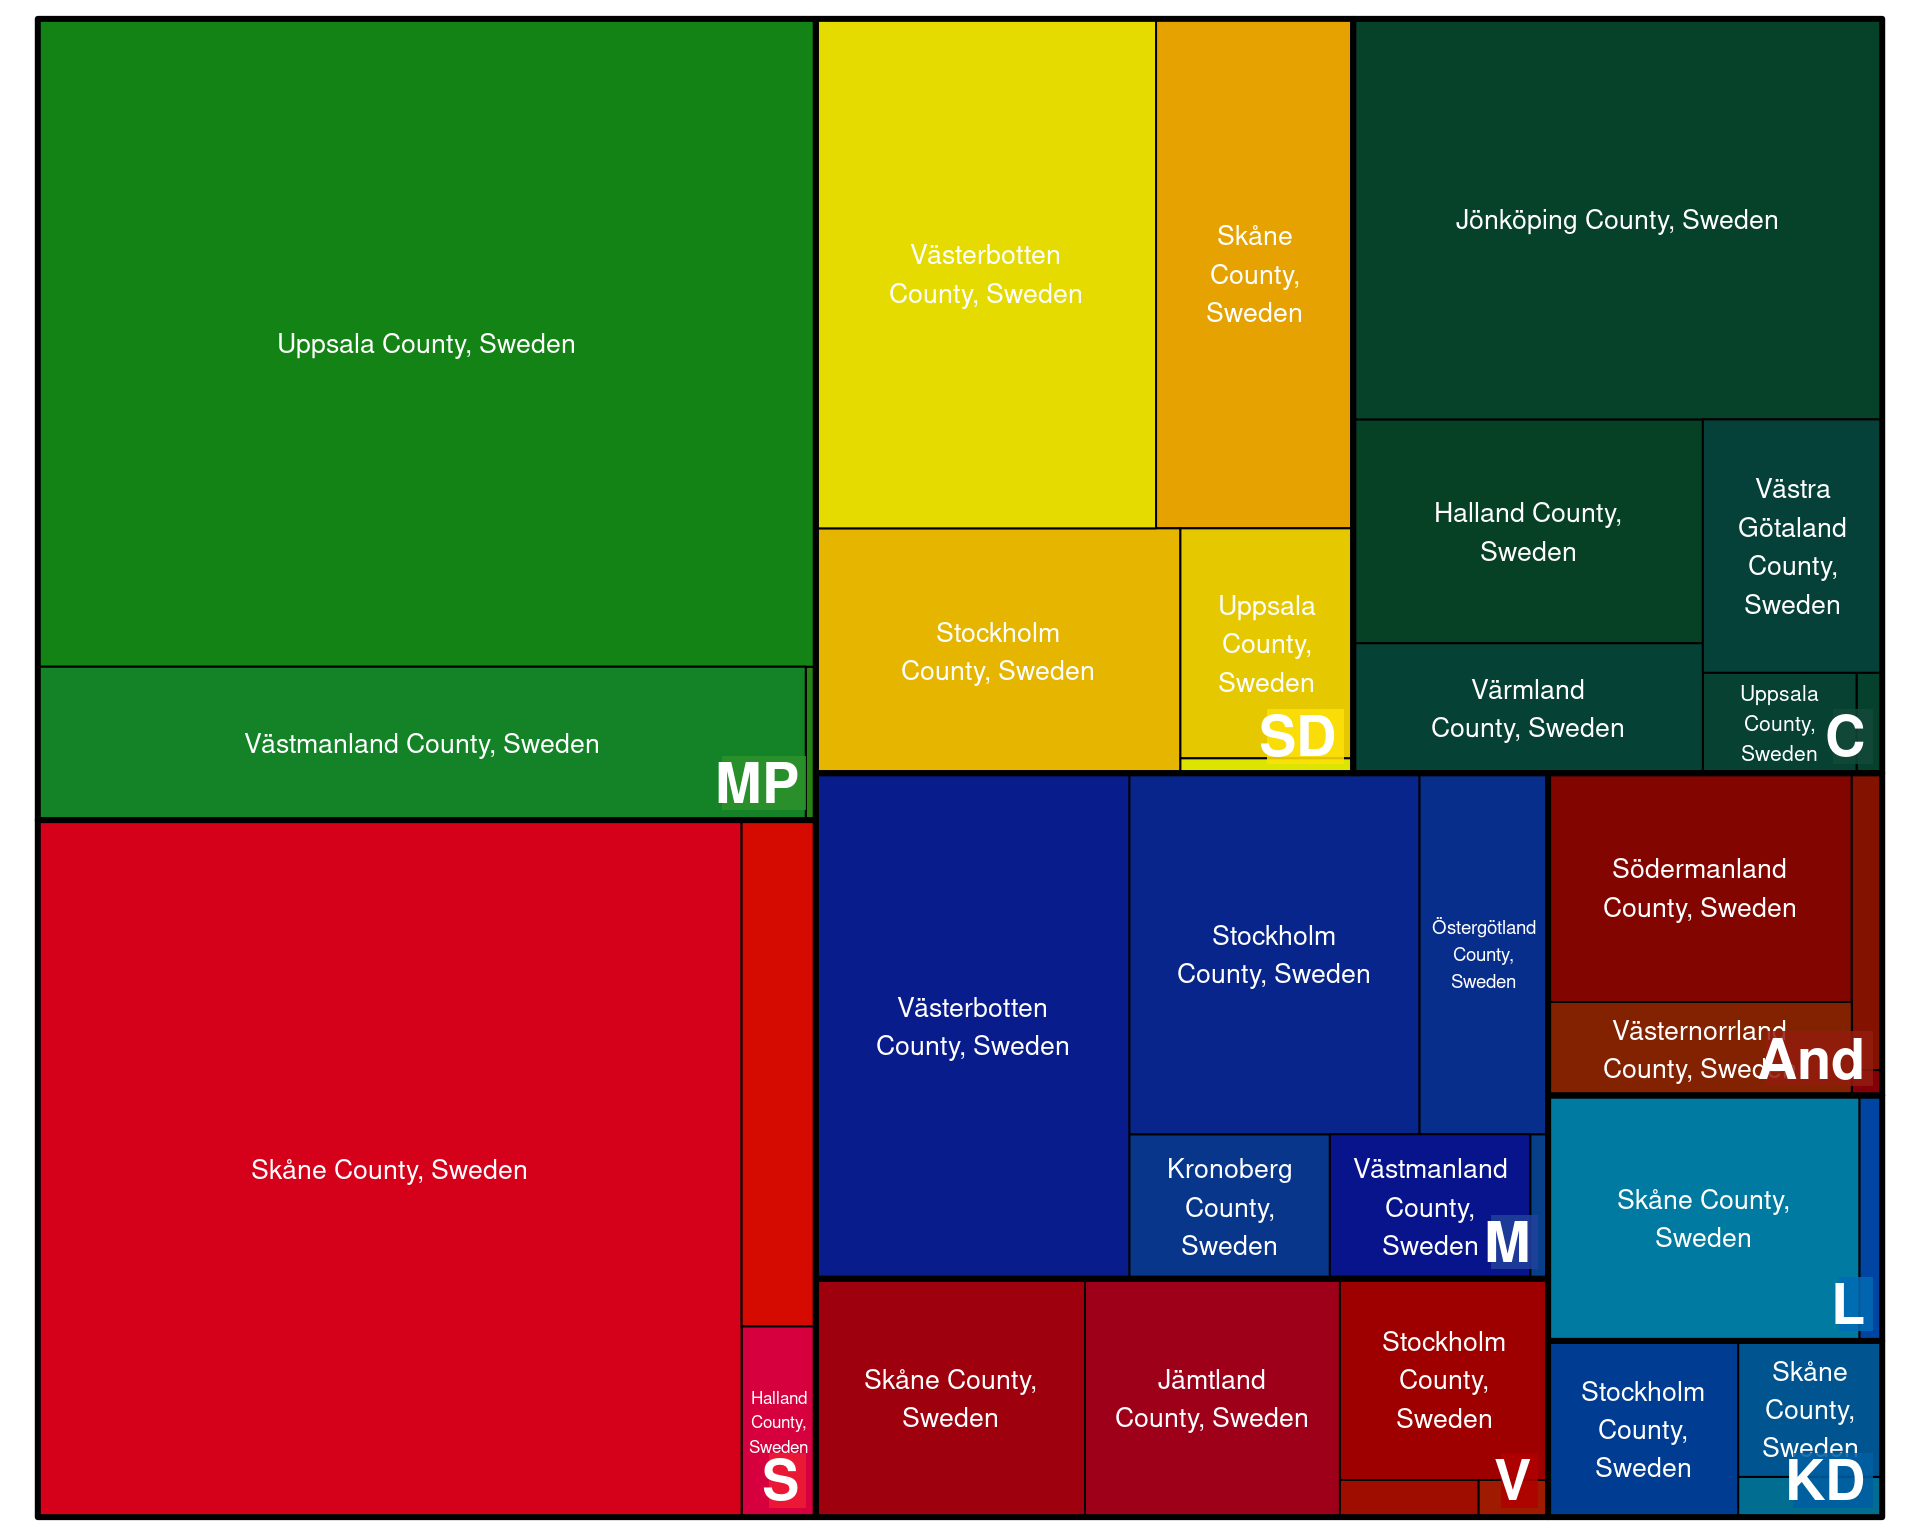 Uppsala County, Sweden
Västmanland County, Sweden
MP
Skåne County, Sweden
Halland
County,
Sweden
S
Västerbotten
County, Sweden
Skåne
County,
Sweden
Stockholm
County, Sweden
Uppsala
County,
Sweden
SD
Jönköping County, Sweden
Halland County,
Sweden
Västra
Götaland
County,
Sweden
Värmland
County, Sweden
Uppsala
County,
Sweden
C
Västerbotten
County, Sweden
Stockholm
County, Sweden
Östergötland
County,
Sweden
Kronoberg
County,
Sweden
Västmanland
County,
Sweden
M
Södermanland
County, Sweden
Västernorrland
County, Sweden
And
Skåne County,
Sweden
L
Skåne County,
Sweden
Jämtland
County, Sweden
Stockholm
County,
Sweden
V
Stockholm
County,
Sweden
Skåne
County,
Sweden
KD